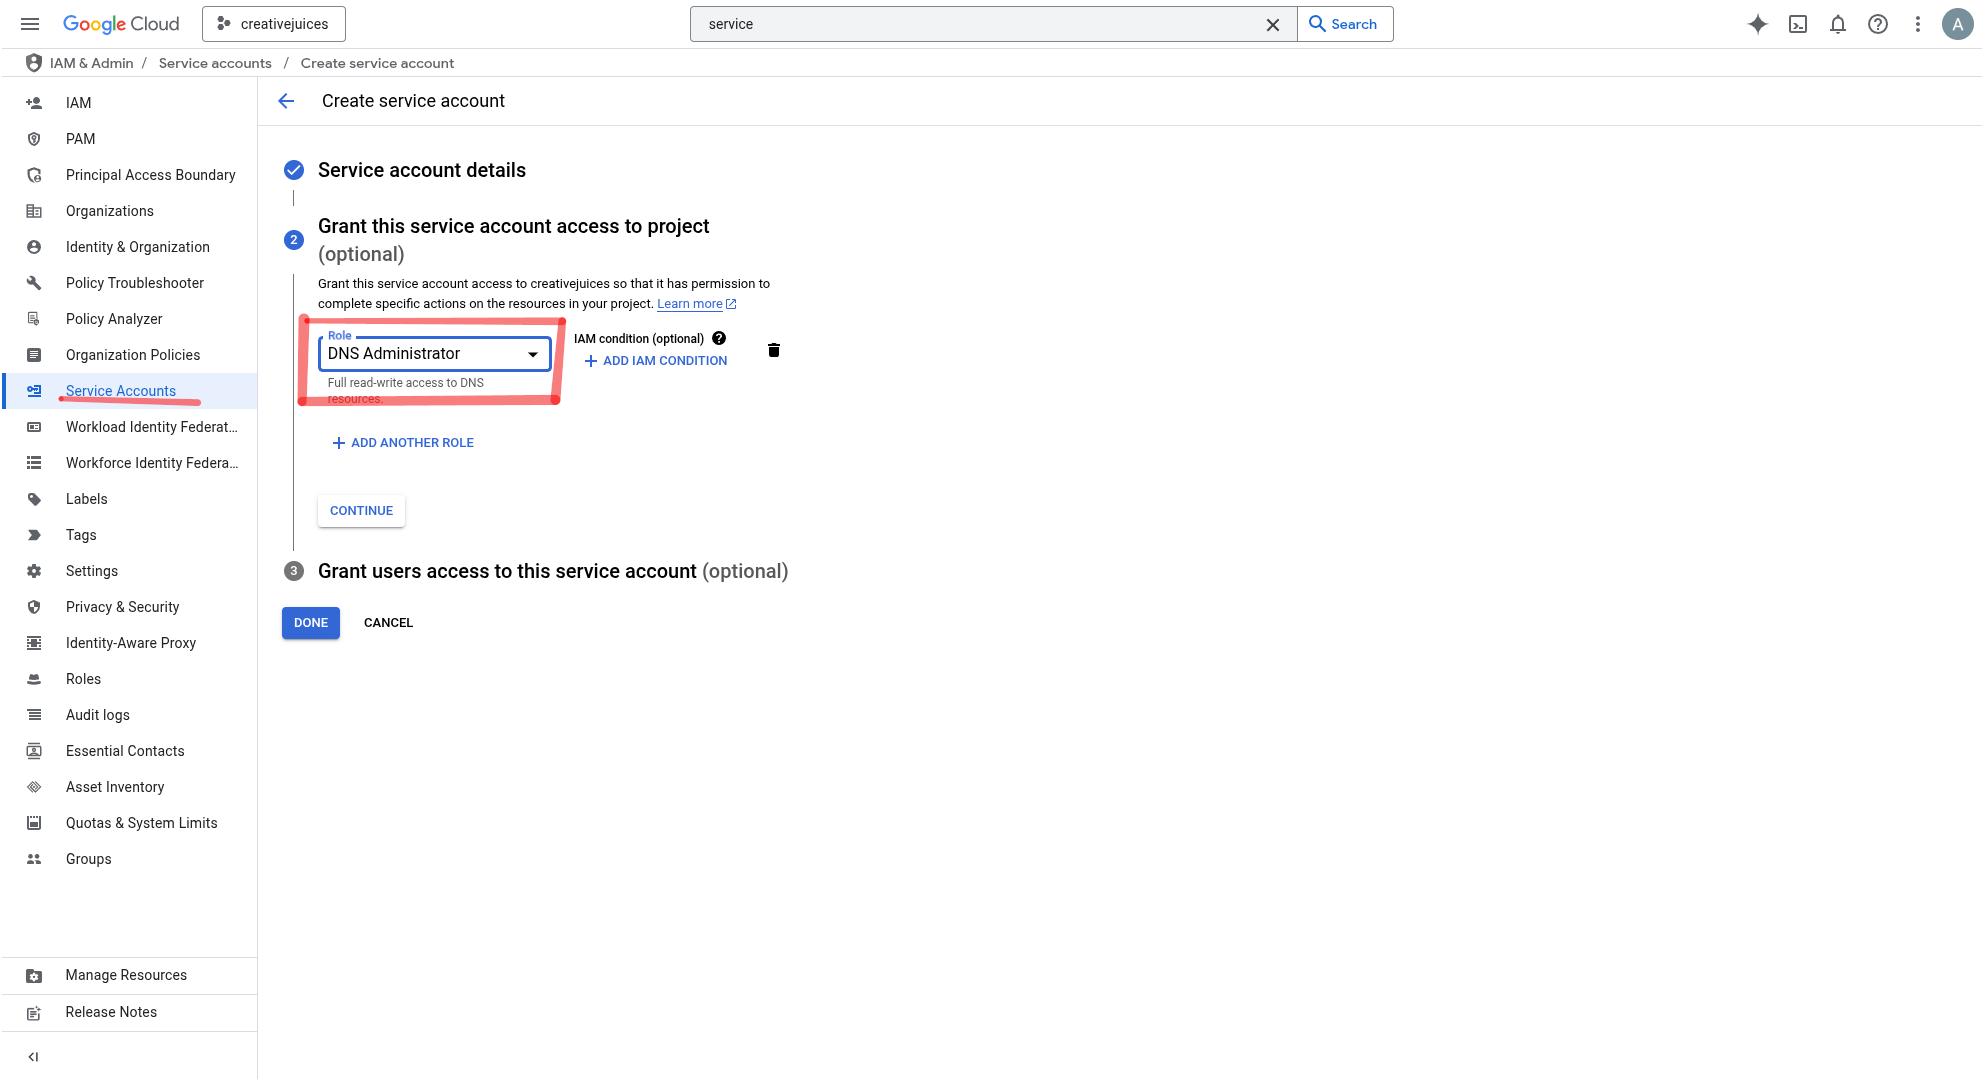 Google Cloud
creativejuices
service
Search
A
IAM & Admin / Service accounts / Create service account
IAM
PAM
Principal Access Boundary
Organizations
Identity & Organization
Policy Troubleshooter
Policy Analyzer
Organization Policies
Service Accounts
Workload Identity Federat...
Workforce Identity Federa...
Labels
Tags
Settings
Privacy & Security
Identity-Aware Proxy
Roles
Audit logs
Essential Contacts
Asset Inventory
Quotas & System Limits
Groups
Manage Resources
Release Notes
Create service account
Service account details
2
Grant this service account access to project
(optional)
Grant this service account access to creativejuices so that it has permission to
complete specific actions on the resources in your project. Learn more
Role
DNS Administrator
Full read-write access to DNS
resources.
IAM condition (optional)
ADD IAM CONDITION
ADD ANOTHER ROLE
CONTINUE
3
Grant users access to this service account (optional)
DONE
CANCEL